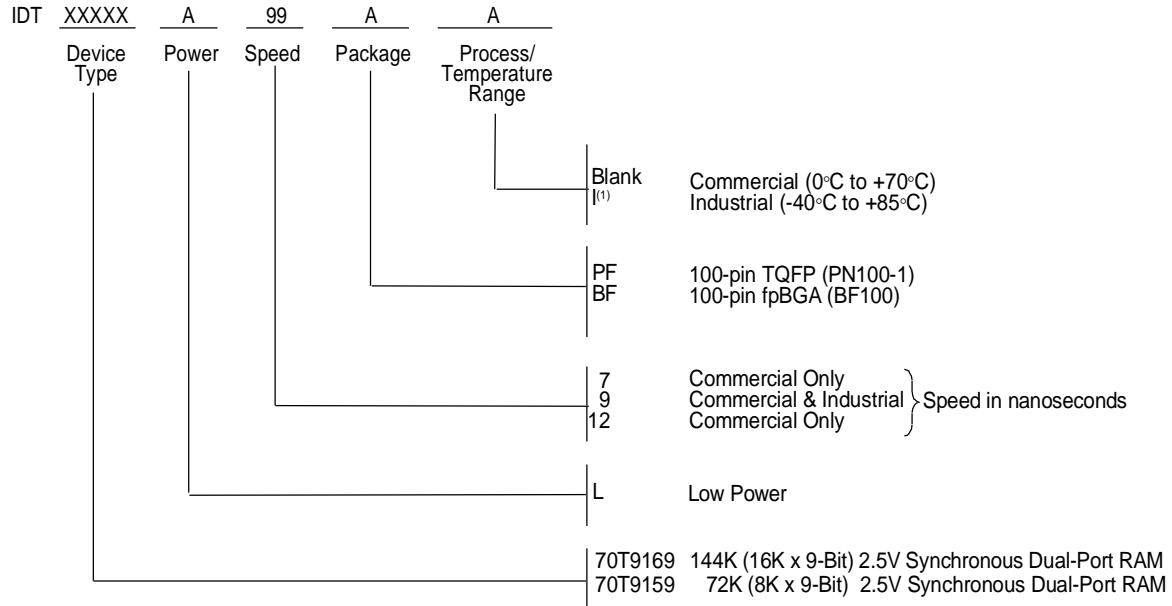 IDT XXXXX A 99 A A
Device Type Power Speed Package Process/ Temperature Range
Blank Commercial (0°C to +70°C)
I(1) Industrial (-40°C to +85°C)
PF 100-pin TQFP (PN100-1)
BF 100-pin fpBGA (BF100)
7 Commercial Only
9 Commercial & Industrial Speed in nanoseconds
12 Commercial Only
L Low Power
70T9169 144K (16K x 9-Bit) 2.5V Synchronous Dual-Port RAM
70T9159 72K (8K x 9-Bit) 2.5V Synchronous Dual-Port RAM